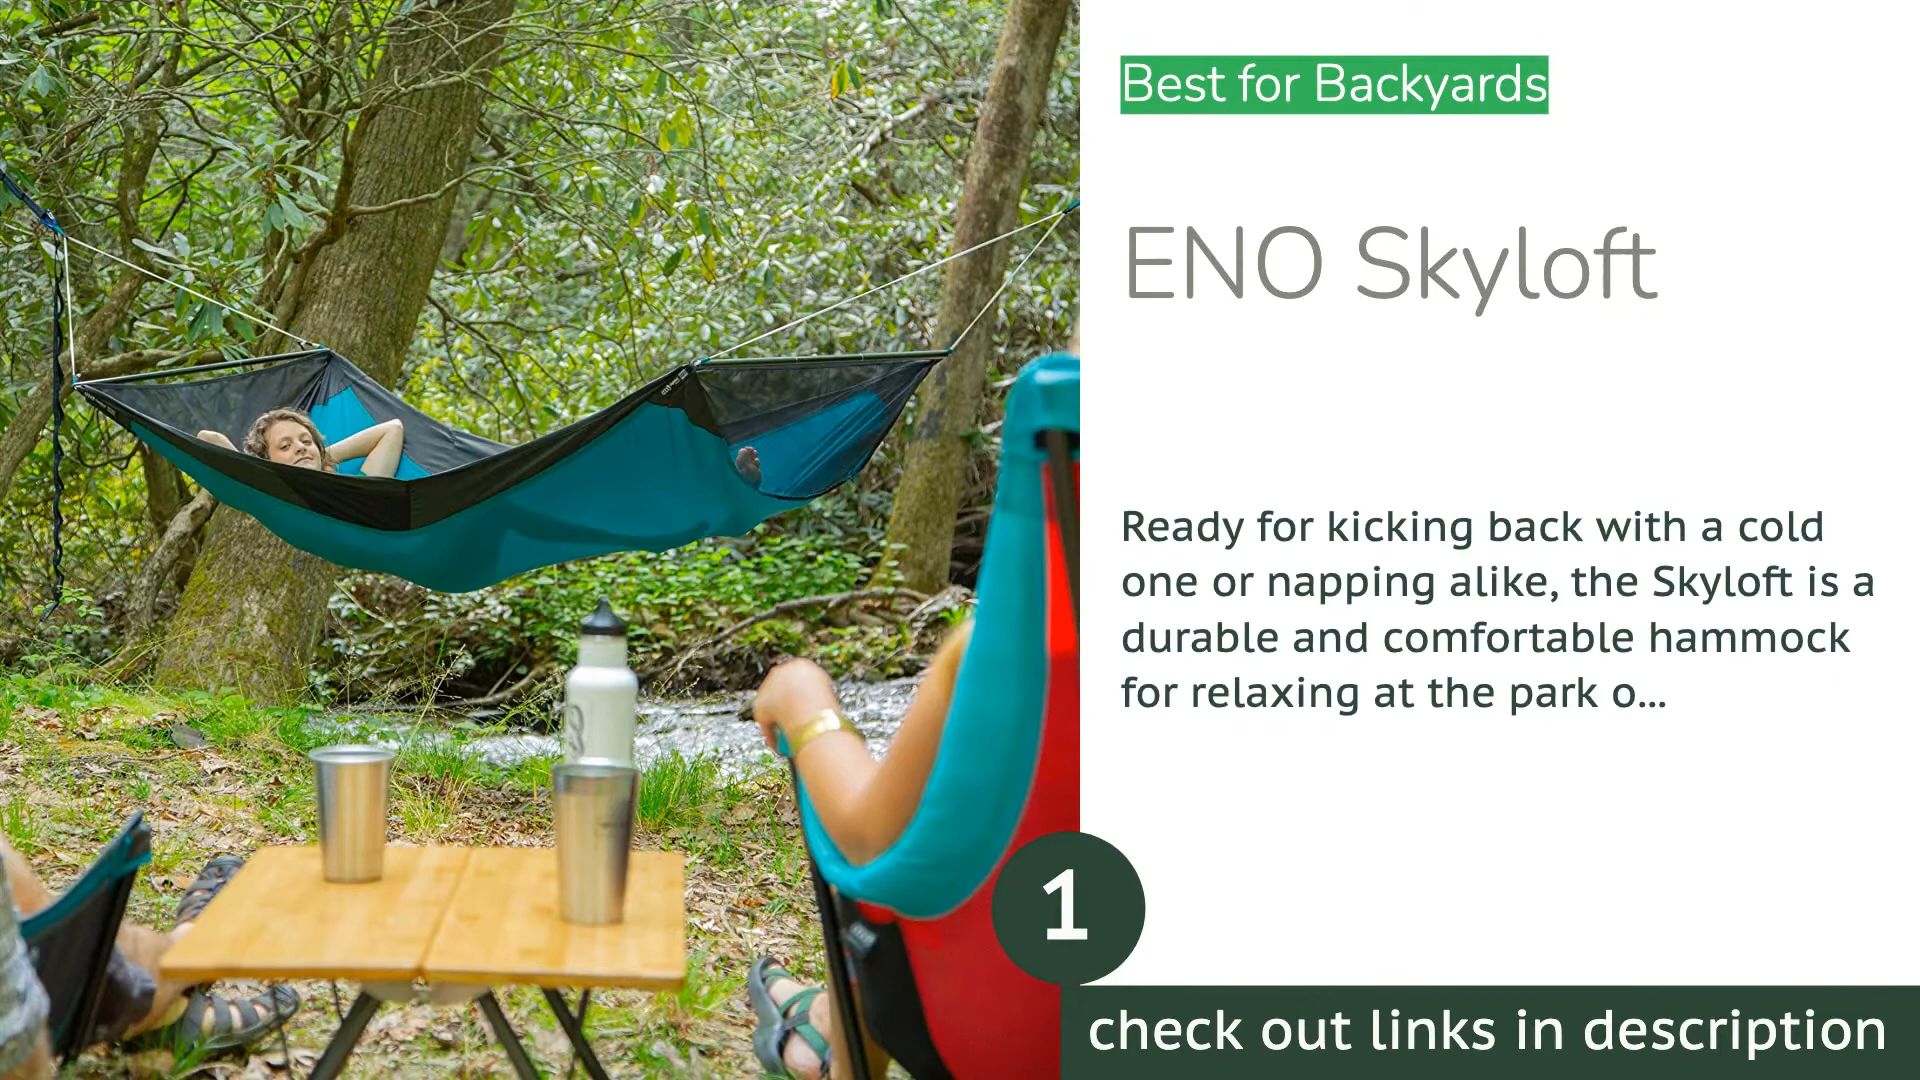 Best for Backyards
ENO Skyloft
Ready for kicking back with a cold
one or napping alike, the Skyloft is a
durable and comfortable hammock
for relaxing at the park o...
1
check out links in description